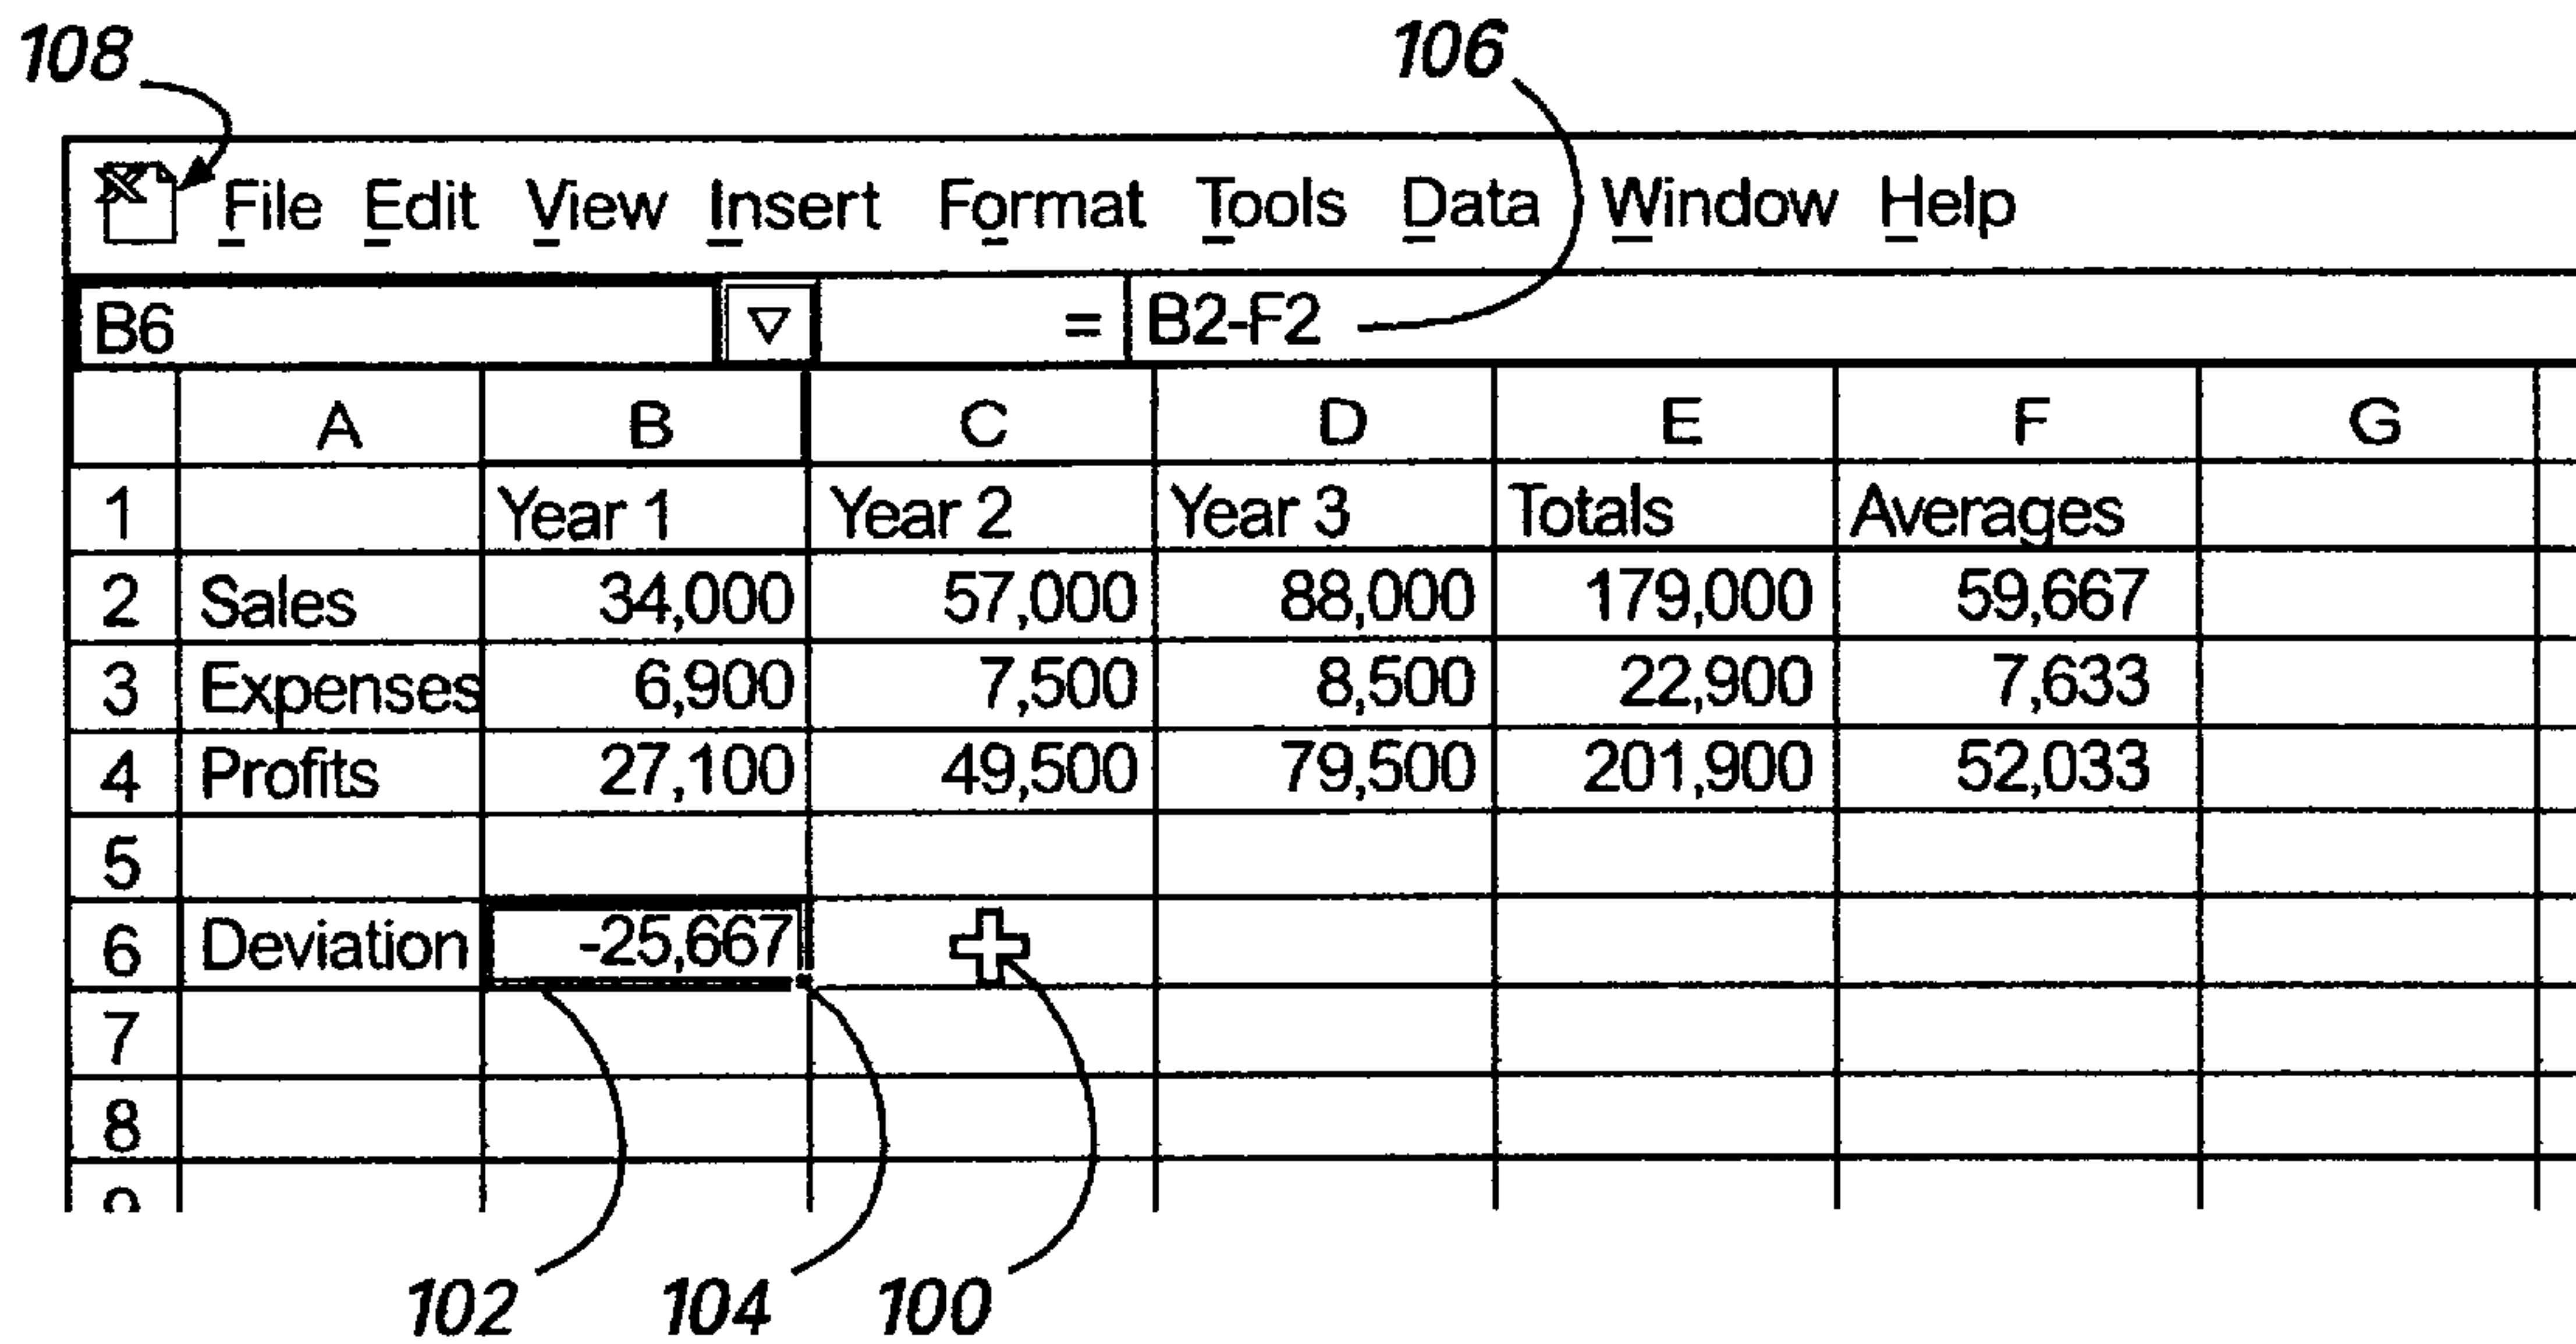 108 106
File Edit View Insert Format Tools Data Window Help
B6 = B2-F2
A B C D E F G
1 Year 1 Year 2 Year 3 Totals Averages
2 Sales 34,000 57,000 88,000 179,000 59,667
3 Expenses 6,900 7,500 8,500 22,900 7,633
4 Profits 27,100 49,500 79,500 201,900 52,033
5
6 Deviation -25,667
7
8
102 104 100